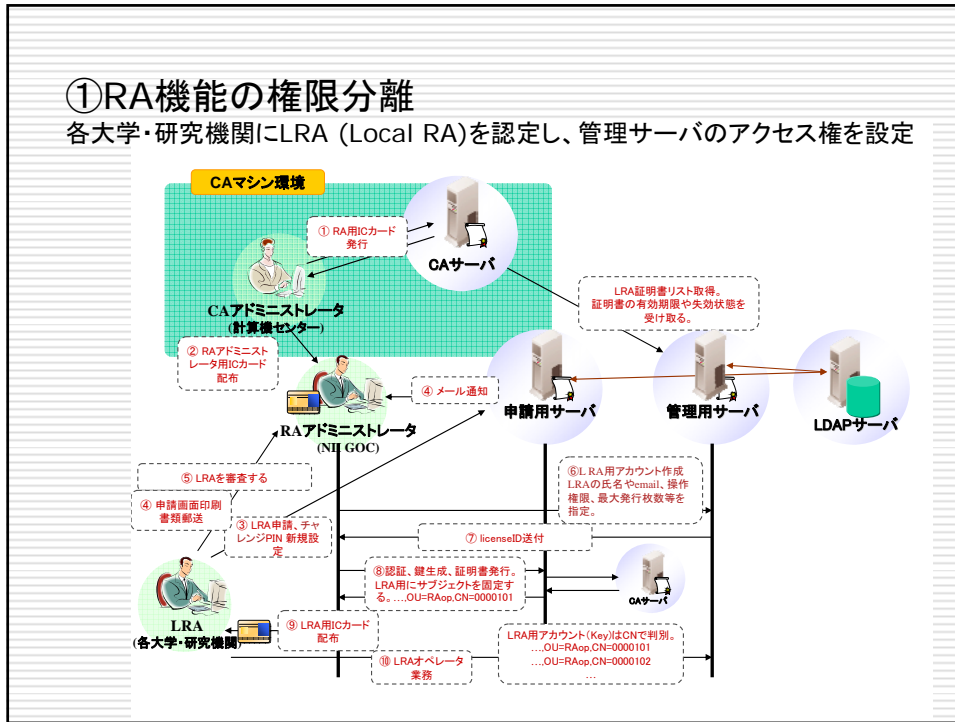 ①RA機能の権限分離
各大学・研究機関にLRA (Local RA)を認定し、管理サーバのアクセス権を設定
CAマシン環境
① RA用ICカード
発行
CAサーバ
CAアドミニストレータ
(計算機センター)
LRA証明書リスト取得。
証明書の有効期限や失効状態を
受け取る。
② RAアドミニスト
レータ用ICカード
配布
④ メール通知
申請用サーバ
管理用サーバ
LDAPサーバ
RAアドミニストレータ
(NII GOC)
⑤ LRAを審査する
④ 申請画面印刷
書類郵送
③ LRA申請、チャ
レンジPIN 新規設
定
⑥L RA用アカウント作成
LRAの氏名やemail、操作
権限、最大発行枚数等を
指定。
⑦ licenseID送付
⑧認証、鍵生成、証明書発行。
LRA用にサブジェクトを固定す
る。…,OU=RAop,CN=0000101
CAサーバ
LRA
(各大学・研究機関)
⑨ LRA用ICカード
配布
LRA用アカウント(Key)はCNで判別。
…,OU=RAop,CN=0000101
…,OU=RAop,CN=0000102
…
⑩ LRAオペレータ
業務